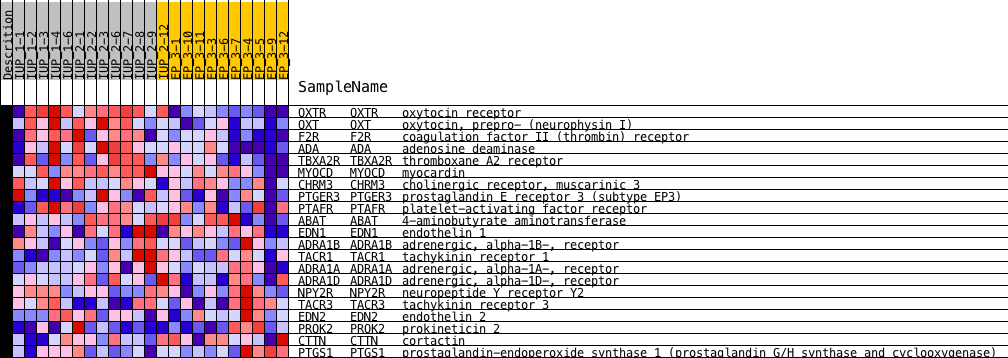 Descrition
IUP_1-1
IUP_1-2
IUP_1-3
IUP_1-4
IUP_1-6
IUP_2-1
IUP_2-2
IUP_2-3
IUP_2-6
IUP_2-7
IUP_2-8
IUP_2-9
IUP_2-12
EP_3-1
EP_3-10
EP_3-11
EP_3-3
EP_3-6
EP_3-7
EP_3-4
EP_3-5
EP_3-9
EP_3-12
SampleName
OXTR OXTR oxytocin receptor
OXT OXT oxytocin, prepro- (neurophysin I)
F2R F2R coagulation factor II (thrombin) receptor
ADA ADA adenosine deaminase
TBXA2R TBXA2R thromboxane A2 receptor
MYOCD MYOCD myocardin
CHRM3 CHRM3 cholinergic receptor, muscarinic 3
PTGER3 PTGER3 prostaglandin E receptor 3 (subtype EP3)
PTAFR PTAFR platelet-activating factor receptor
ABAT ABAT 4-aminobutyrate aminotransferase
EDN1 EDN1 endothelin 1
ADRA1B ADRA1B adrenergic, alpha-1B-, receptor
TACR1 TACR1 tachykinin receptor 1
ADRA1A ADRA1A adrenergic, alpha-1A-, receptor
ADRA1D ADRA1D adrenergic, alpha-1D-, receptor
NPY2R NPY2R neuropeptide Y receptor Y2
TACR3 TACR3 tachykinin receptor 3
EDN2 EDN2 endothelin 2
PROK2 PROK2 prokineticin 2
CTTN CTTN cortactin
PTGS1 PTGS1 prostaglandin-endoperoxide synthase 1 (prostaglandin G/H synthase and cyclooxygenase)